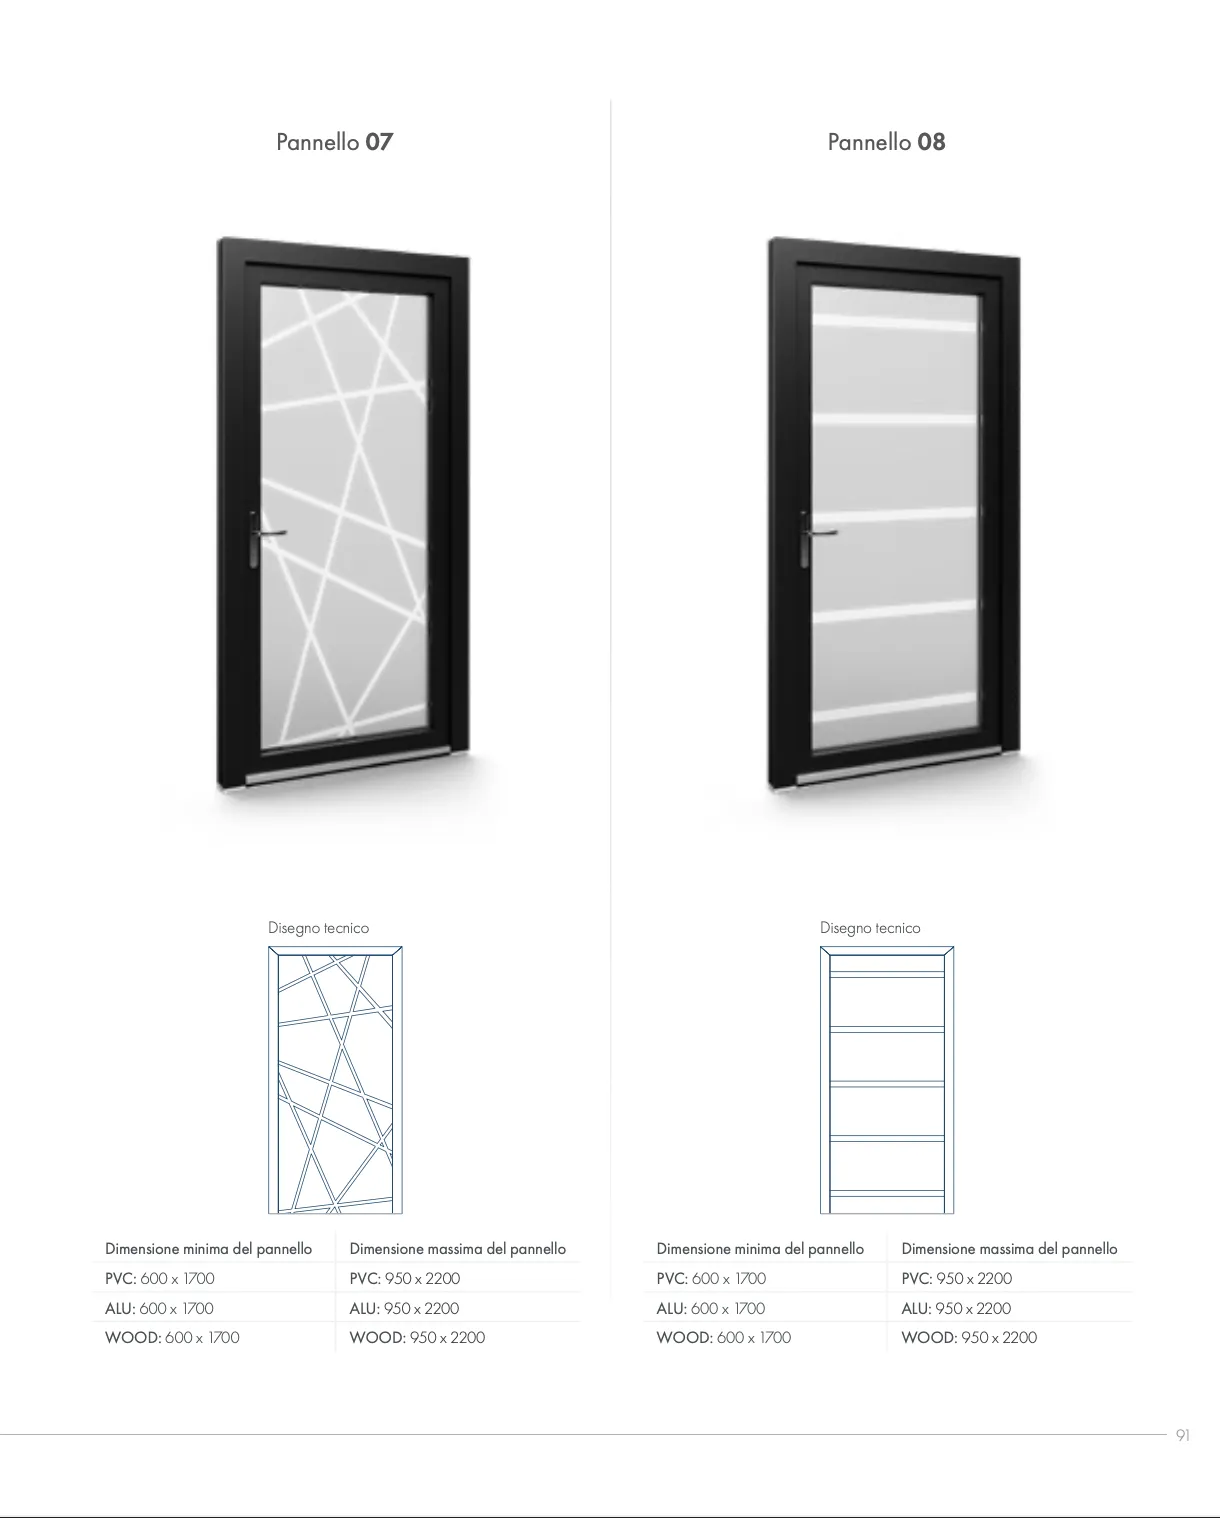 Pannello 07
Disegno tecnico
Dimensione minima del pannello
Dimensione massima del pannello
PVC: 600 x 1700
PVC: 950 x 2200
ALU: 600 x 1700
ALU: 950 x 2200
WOOD: 600 x 1700
WOOD: 950 x 2200
Pannello 08
Disegno tecnico
Dimensione minima del pannello
Dimensione massima del pannello
PVC: 600 x 1700
PVC: 950 x 2200
ALU: 600 x 1700
ALU: 950 x 2200
WOOD: 600 x 1700
WOOD: 950 x 2200
91